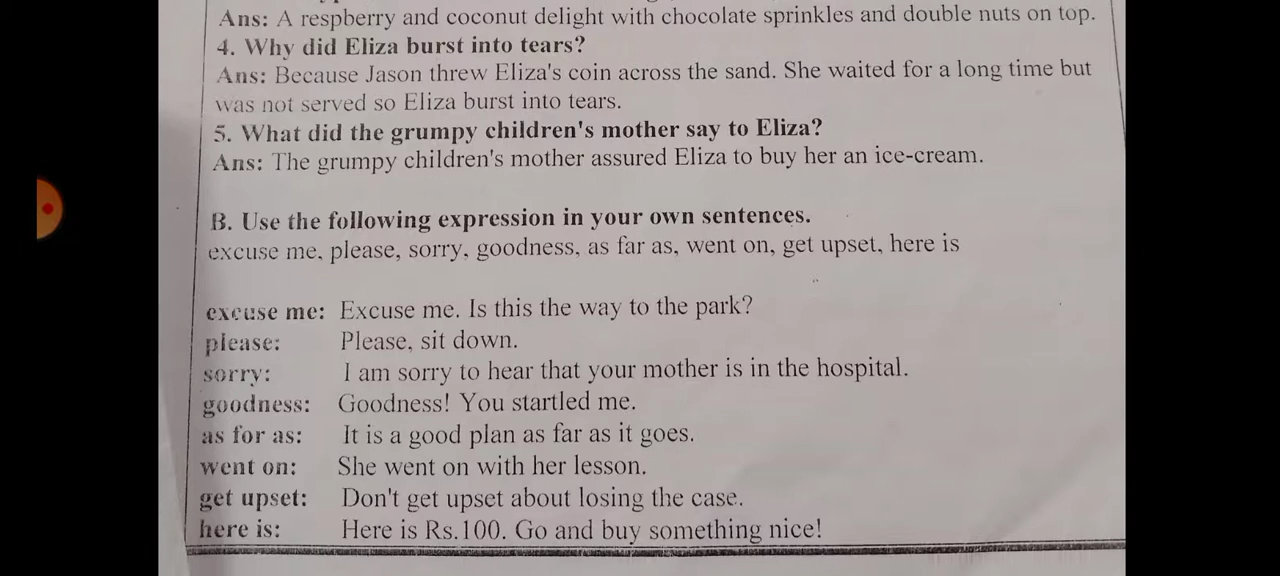 Ans: A respberry and coconut delight with chocolate sprinkles and double nuts on top.
4. Why did Eliza burst into tears?
Ans: Because Jason threw Eliza's coin across the sand. She waited for a long time but
was not served so Eliza burst into tears.
5. What did the grumpy children's mother say to Eliza?
Ans: The grumpy children's mother assured Eliza to buy her an ice-cream.
B. Use the following expression in your own sentences.
excuse me, please, sorry, goodness, as far as, went on, get upset, here is
excuse me: Excuse me. Is this the way to the park?
please: Please, sit down.
sorry: I am sorry to hear that your mother is in the hospital.
goodness: Goodness! You startled me.
as for as: It is a good plan as far as it goes.
went on: She went on with her lesson.
get upset: Don't get upset about losing the case.
here is: Here is Rs.100. Go and buy something nice!